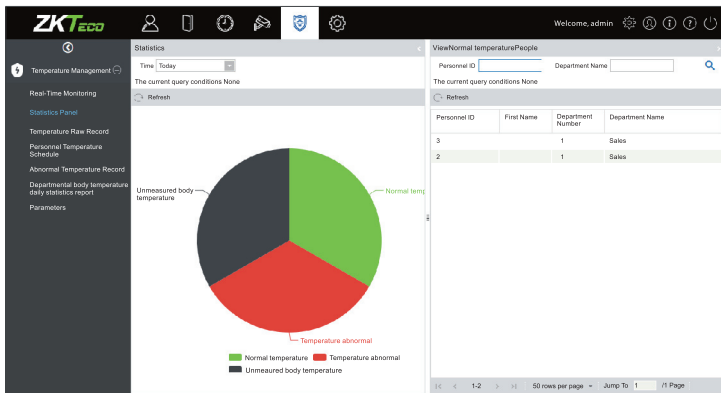 ZKTeco
Welcome, admin
Temperature Management
Real-Time Monitoring
Statistics Panel
Temperature Raw Record
Personnel Temperature
Schedule
Abnormal Temperature Record
Departmental body temperature
daily statistics report
Parameters
Statistics
Time Today
The current query conditions None
Refresh
Unmeasured body
temperature
Normal temp
Temperature abnormal
Normal temperature Temperature abnormal
Unmeaured body temperature
ViewNormal temperaturePeople
Personnel ID Department Name
The current query conditions None
Refresh
Personnel ID First Name Department Number Department Name
3 1 Sales
2 1 Sales
1-2 50 rows per page Jump To 1 /1 Page